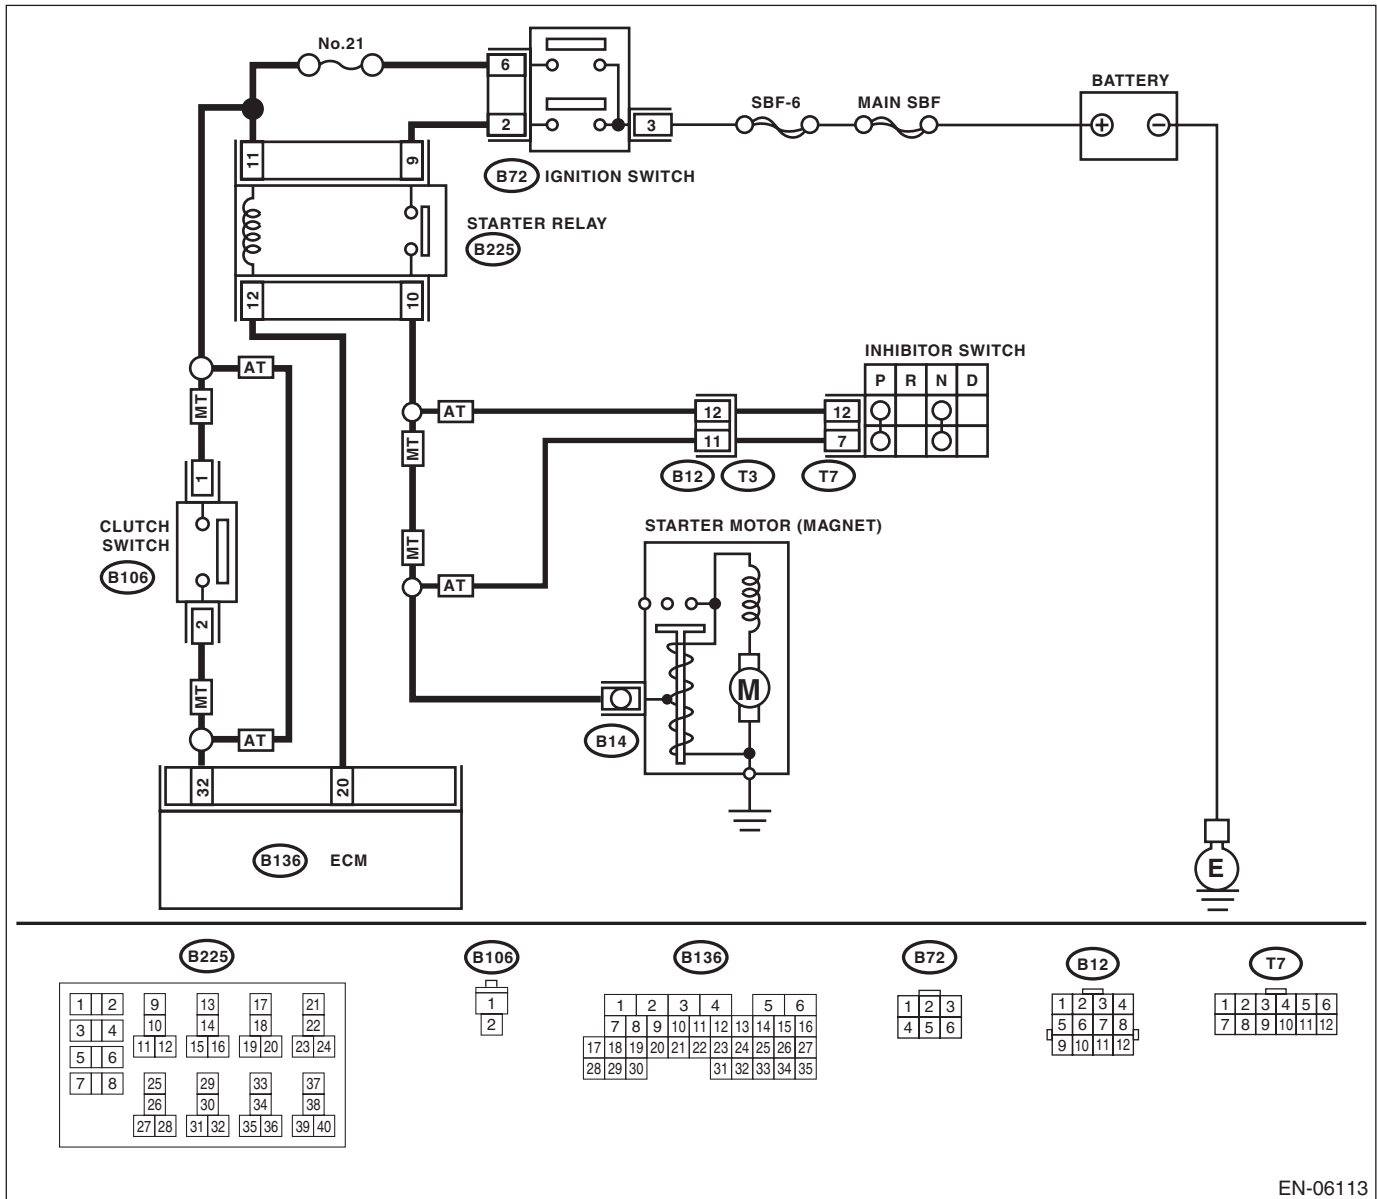 No.21
6
2
3
B72 IGNITION SWITCH
SBF-6
MAIN SBF
BATTERY
+ −
11
9
STARTER RELAY
B225
12
10
AT
MT
AT
MT
12 12
11 7
B12 T3 T7
INHIBITOR SWITCH
P R N D
1
CLUTCH
SWITCH
B106
2
MT
AT
MT
AT
STARTER MOTOR (MAGNET)
M
B14
32
20
B136 ECM
E
B225
1 2 9 13 17 21
3 4 10 14 18 22
5 6 11 12 15 16 19 20 23 24
7 8 25 29 33 37
26 30 34 38
27 28 31 32 35 36 39 40
B106
1
2
B136
1 2 3 4 5 6
7 8 9 10 11 12 13 14 15 16
17 18 19 20 21 22 23 24 25 26 27
28 29 30 31 32 33 34 35
B72
1 2 3
4 5 6
B12
1 2 3 4
5 6 7 8
9 10 11 12
T7
1 2 3 4 5 6
7 8 9 10 11 12
EN-06113